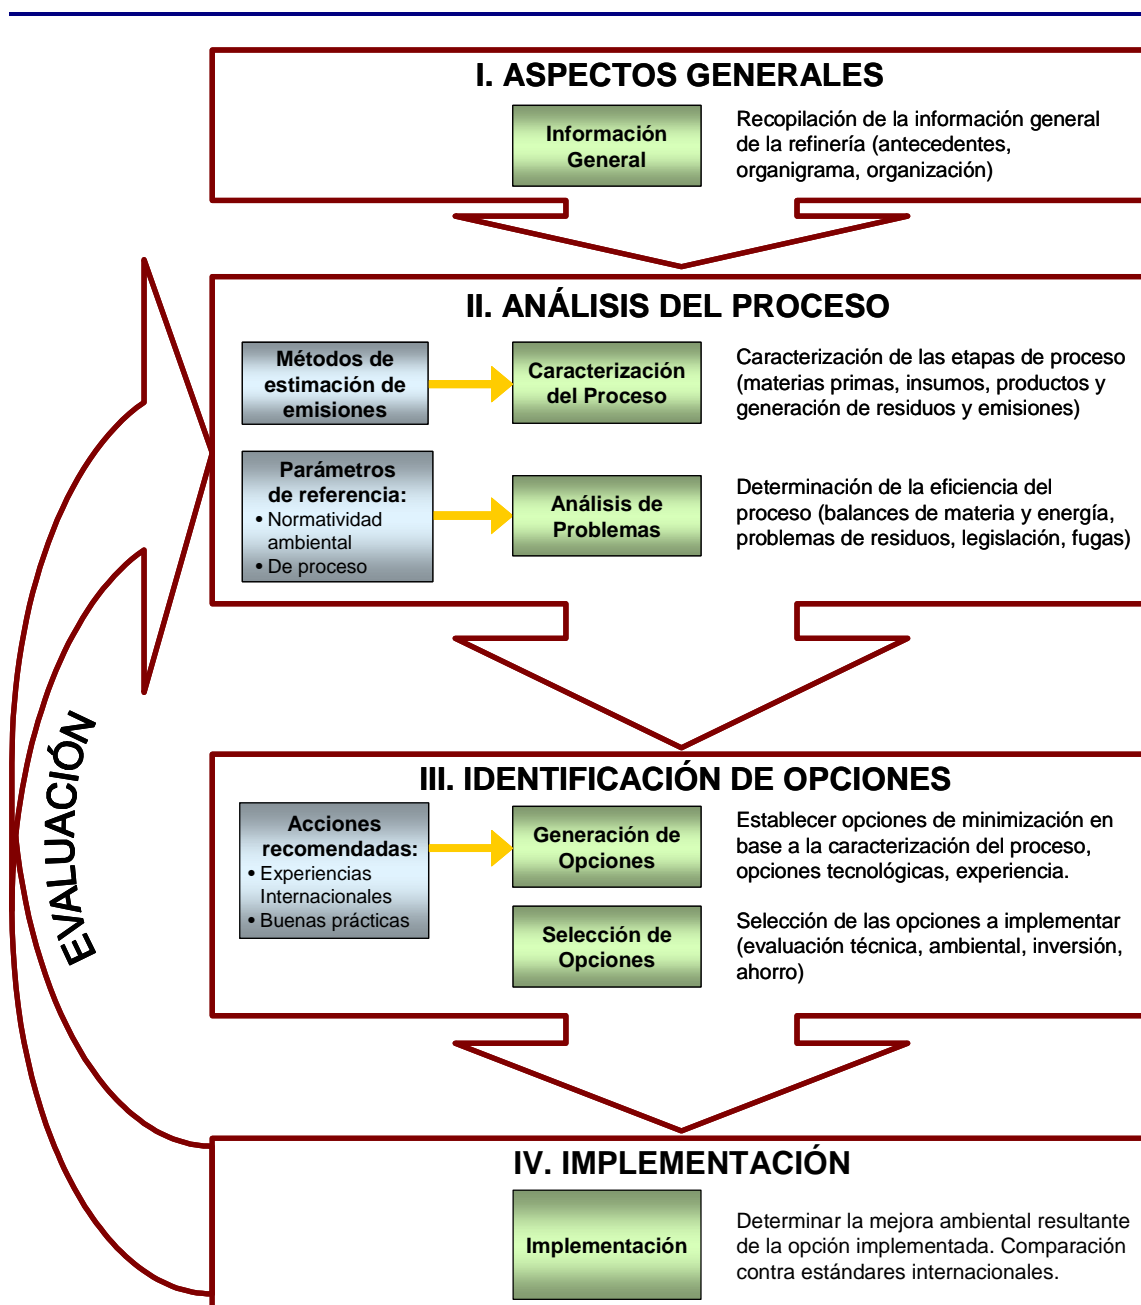 I. ASPECTOS GENERALES
Información
General
Recopilación de la información general
de la refinería (antecedentes,
organigrama, organización)
II. ANÁLISIS DEL PROCESO
Métodos de
estimación de
emisiones
Caracterización
del Proceso
Caracterización de las etapas de proceso
(materias primas, insumos, productos y
generación de residuos y emisiones)
Parámetros
de referencia:
• Normatividad
ambiental
• De proceso
Análisis de
Problemas
Determinación de la eficiencia del
proceso (balances de materia y energía,
problemas de residuos, legislación, fugas)
EVALUACIÓN
III. IDENTIFICACIÓN DE OPCIONES
Acciones
recomendadas:
• Experiencias
Internacionales
• Buenas prácticas
Generación de
Opciones
Establecer opciones de minimización en
base a la caracterización del proceso,
opciones tecnológicas, experiencia.
Selección de
Opciones
Selección de las opciones a implementar
(evaluación técnica, ambiental, inversión,
ahorro)
IV. IMPLEMENTACIÓN
Implementación
Determinar la mejora ambiental resultante
de la opción implementada. Comparación
contra estándares internacionales.